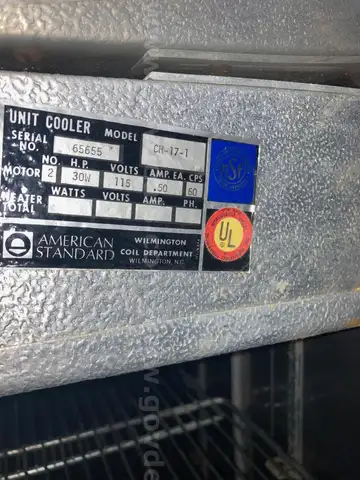 UNIT COOLER
SERIAL NO. 65655 MODEL CH-17-1
NO. H.P. VOLTS AMP. EA. CPS
MOTOR 2 30W 115 .50 60
WATTS VOLTS AMP. PH.
HEATER TOTAL
AMERICAN STANDARD
WILMINGTON
COIL DEPARTMENT
WILMINGTON, N.C.
NSF
UL